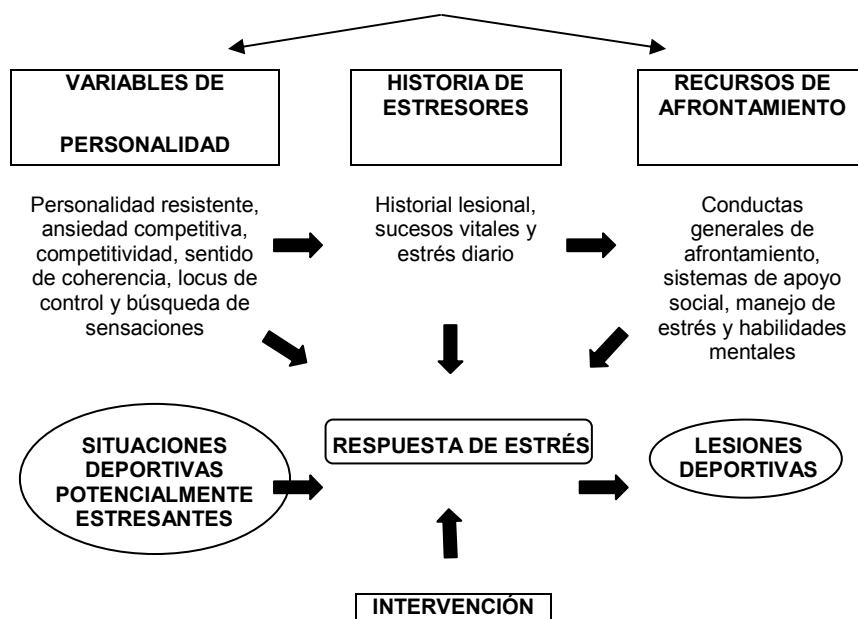 VARIABLES DE
PERSONALIDAD
HISTORIA DE
ESTRESORES
RECURSOS DE
AFRONTAMIENTO
Personalidad resistente,
ansiedad competitiva,
competitividad, sentido
de coherencia, locus de
control y búsqueda de
sensaciones
Historial lesional,
sucesos vitales y
estrés diario
Conductas
generales de
afrontamiento,
sistemas de apoyo
social, manejo de
estrés y habilidades
mentales
SITUACIONES
DEPORTIVAS
POTENCIALMENTE
ESTRESANTES
RESPUESTA DE ESTRÉS
LESIONES
DEPORTIVAS
INTERVENCIÓN